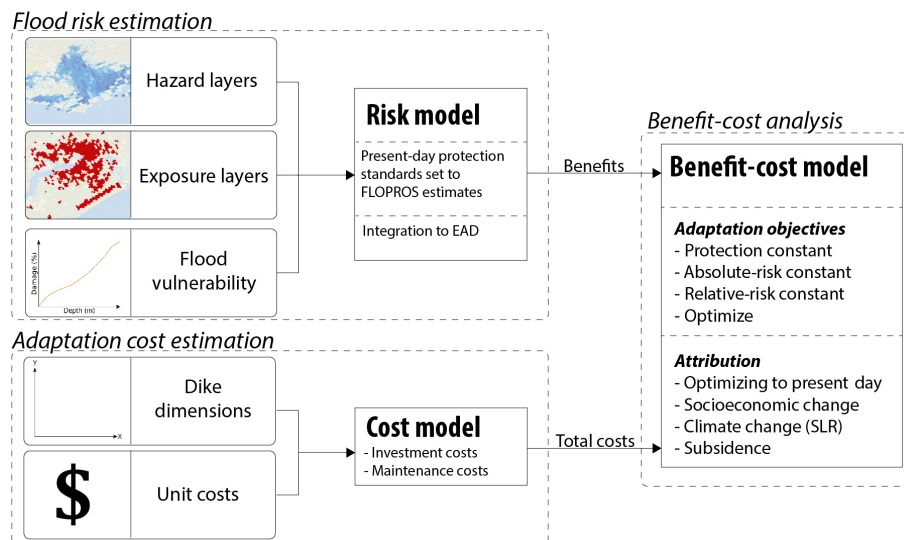 Flood risk estimation
Hazard layers
Exposure layers
Damage (%)
Depth (m)
Flood
vulnerability
Risk model
Present-day protection
standards set to
FLOPROS estimates
Integration to EAD
Benefits
Adaptation cost estimation
Y
X
Dike
dimensions
$
Unit costs
Cost model
- Investment costs
- Maintenance costs
Total costs
Benefit-cost analysis
Benefit-cost model
Adaptation objectives
- Protection constant
- Absolute-risk constant
- Relative-risk constant
- Optimize
Attribution
- Optimizing to present day
- Socioeconomic change
- Climate change (SLR)
- Subsidence